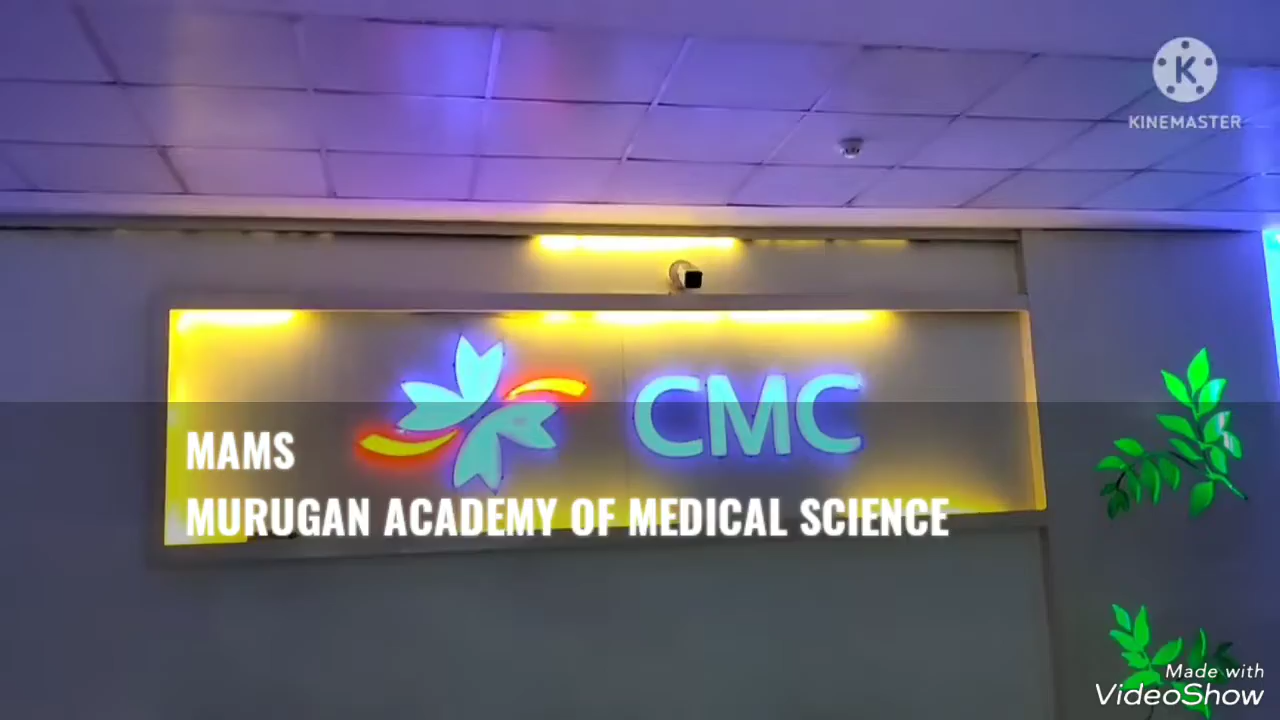 K
KINEMASTER
CMC
MAMS
MURUGAN ACADEMY OF MEDICAL SCIENCE
Made with
VideoShow